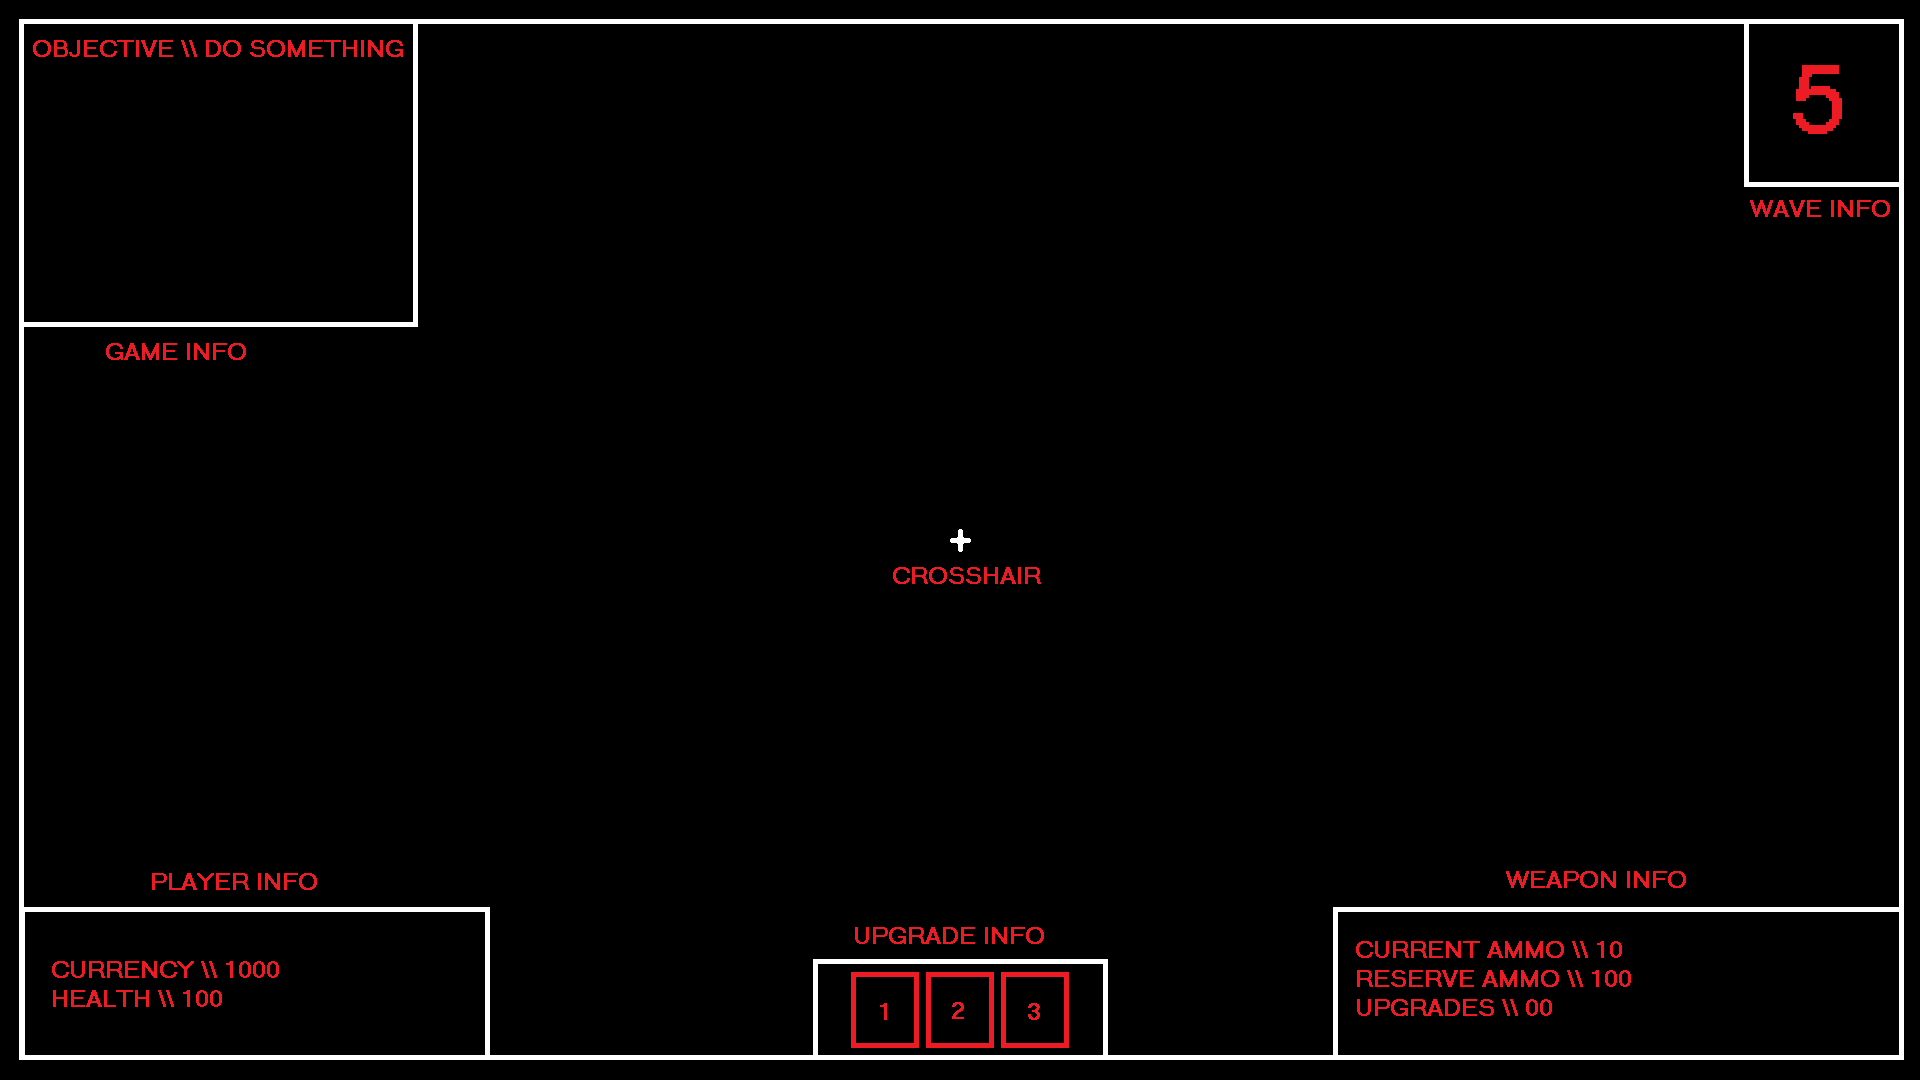 OBJECTIVE \\ DO SOMETHING
5
WAVE INFO
GAME INFO
CROSSHAIR
PLAYER INFO
CURRENCY \\ 1000
HEALTH \\ 100
UPGRADE INFO
1 2 3
WEAPON INFO
CURRENT AMMO \\ 10
RESERVE AMMO \\ 100
UPGRADES \\ 00